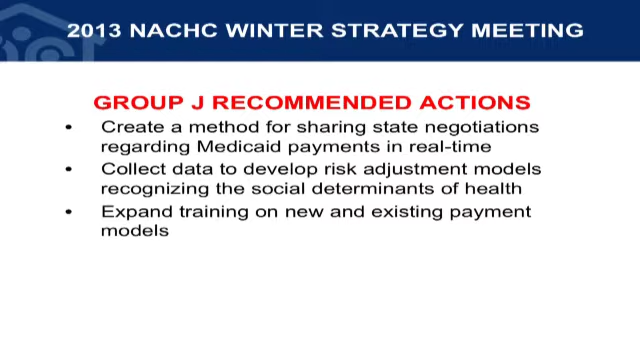 2013 NACHC WINTER STRATEGY MEETING
GROUP J RECOMMENDED ACTIONS
• Create a method for sharing state negotiations
regarding Medicaid payments in real-time
• Collect data to develop risk adjustment models
recognizing the social determinants of health
• Expand training on new and existing payment
models